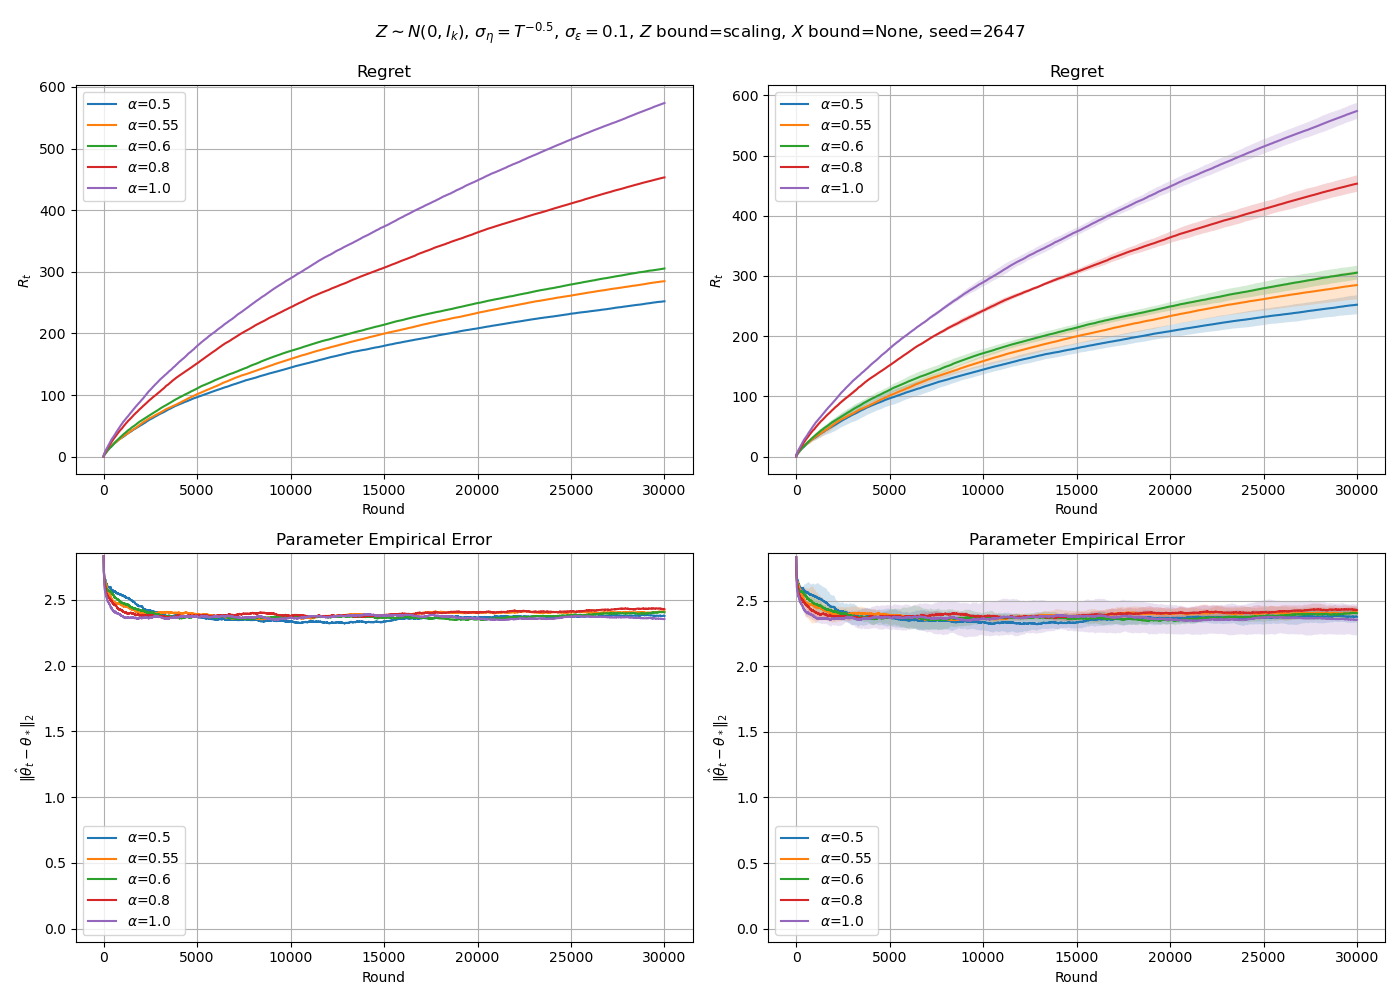 Z ∼ N(0, I_k), σ_η = T^{−0.5}, σ_ε = 0.1, Z bound=scaling, X bound=None, seed=2647
Regret
R_t
600
500
400
300
200
100
0
α=0.5
α=0.55
α=0.6
α=0.8
α=1.0
0 5000 10000 15000 20000 25000 30000
Round
Regret
R_t
600
500
400
300
200
100
0
α=0.5
α=0.55
α=0.6
α=0.8
α=1.0
0 5000 10000 15000 20000 25000 30000
Round
Parameter Empirical Error
‖θ̂_t − θ_*‖_2
2.5
2.0
1.5
1.0
0.5
0.0
α=0.5
α=0.55
α=0.6
α=0.8
α=1.0
0 5000 10000 15000 20000 25000 30000
Round
Parameter Empirical Error
‖θ̂_t − θ_*‖_2
2.5
2.0
1.5
1.0
0.5
0.0
α=0.5
α=0.55
α=0.6
α=0.8
α=1.0
0 5000 10000 15000 20000 25000 30000
Round